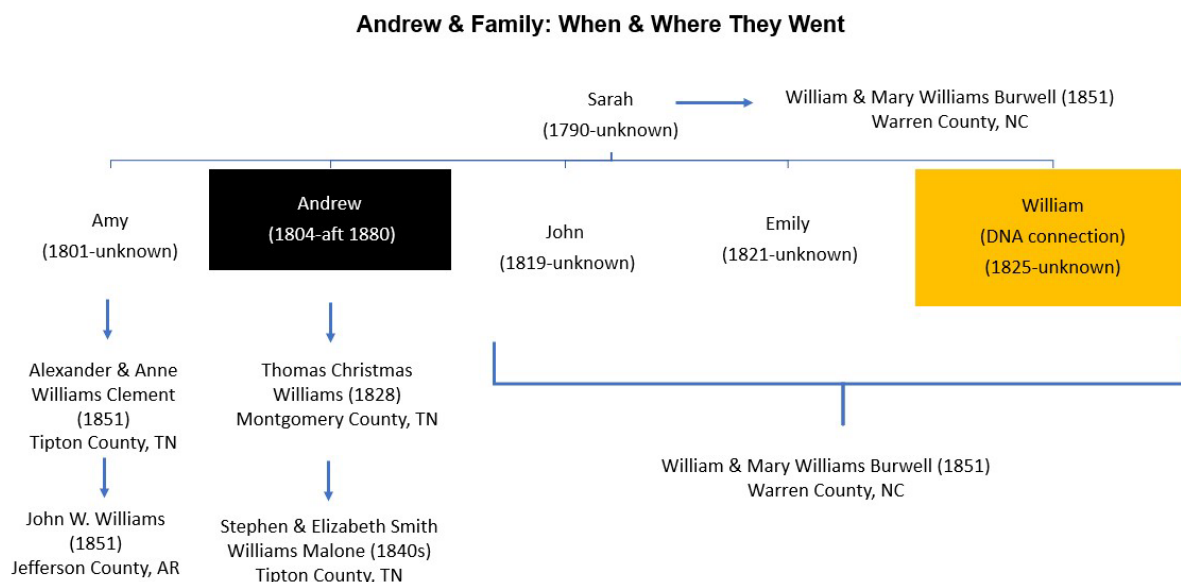 Andrew & Family: When & Where They Went
Sarah
(1790-unknown)
William & Mary Williams Burwell (1851)
Warren County, NC
Amy
(1801-unknown)
Andrew
(1804-aft 1880)
John
(1819-unknown)
Emily
(1821-unknown)
William
(DNA connection)
(1825-unknown)
Alexander & Anne
Williams Clement
(1851)
Tipton County, TN
Thomas Christmas
Williams (1828)
Montgomery County, TN
William & Mary Williams Burwell (1851)
Warren County, NC
John W. Williams
(1851)
Jefferson County, AR
Stephen & Elizabeth Smith
Williams Malone (1840s)
Tipton County, TN